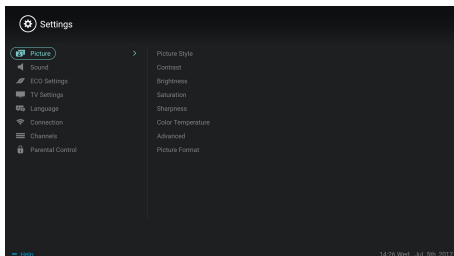 Settings
Picture
Sound
ECO Settings
TV Settings
Language
Connection
Channels
Parental Control
Picture Style
Contrast
Brightness
Saturation
Sharpness
Color Temperature
Advanced
Picture Format
Help
14:26 Wed. Jul. 5th 2017